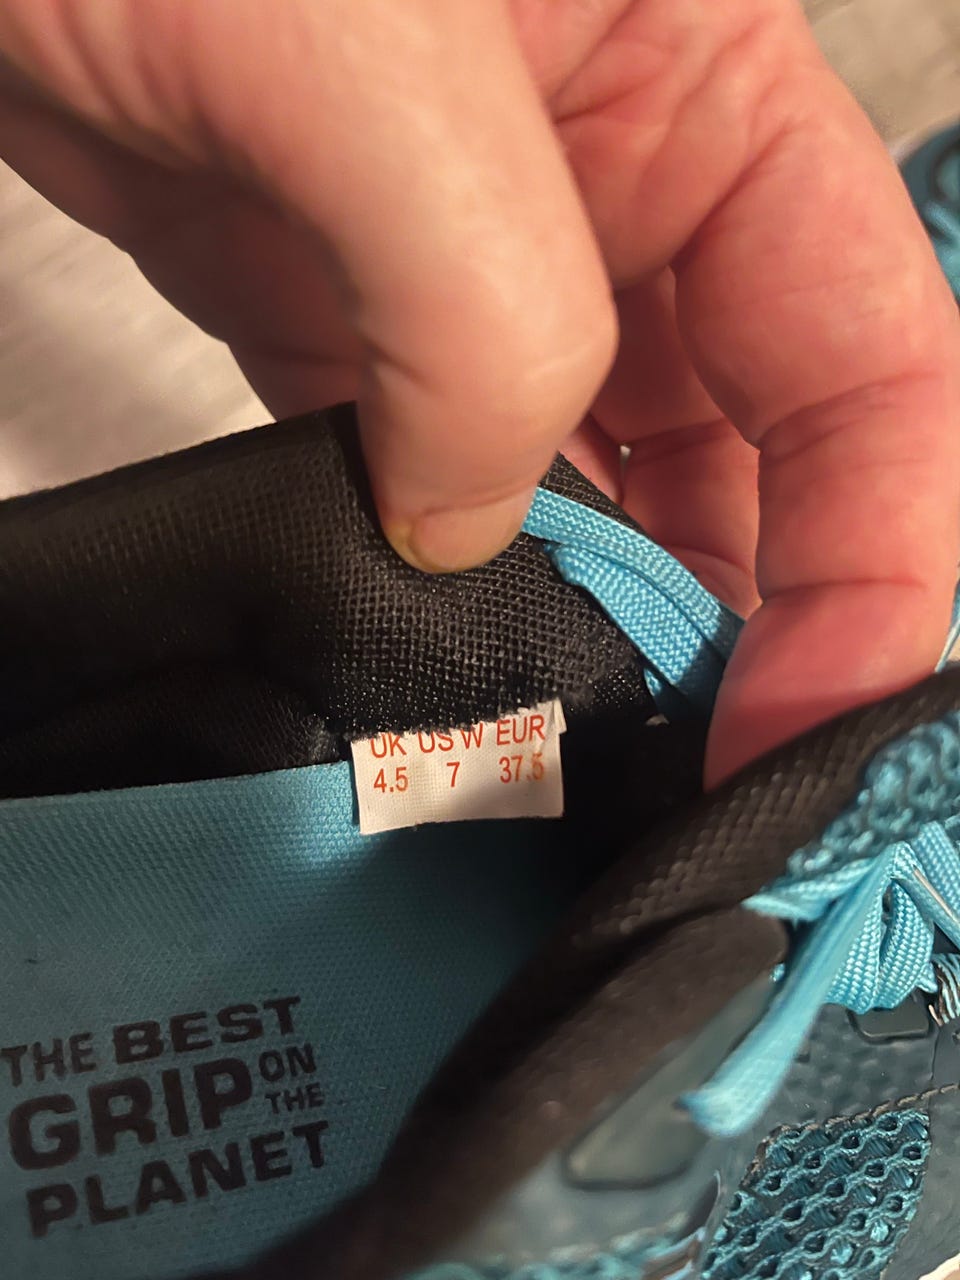 UK US W EUR
4.5 7 37.5
THE BEST
GRIP ON
THE
PLANET